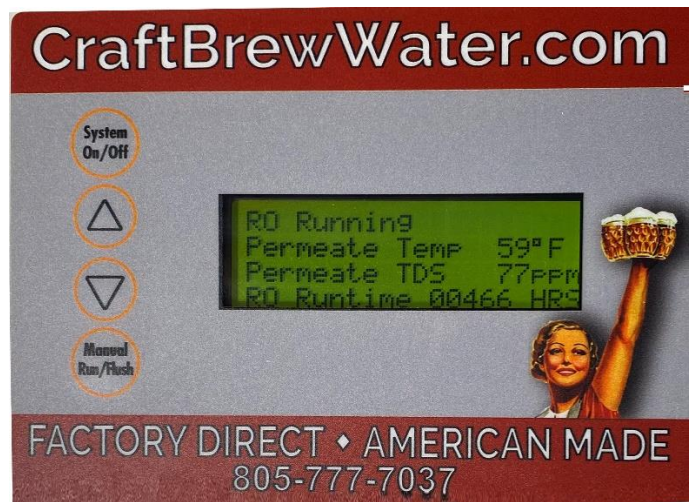 CraftBrewWater.com
System
On/Off
RO Running
Permeate Temp 59°F
Permeate TDS 77ppm
RO Runtime 00466 HRS
Manual
Run/Flush
FACTORY DIRECT • AMERICAN MADE
805-777-7037